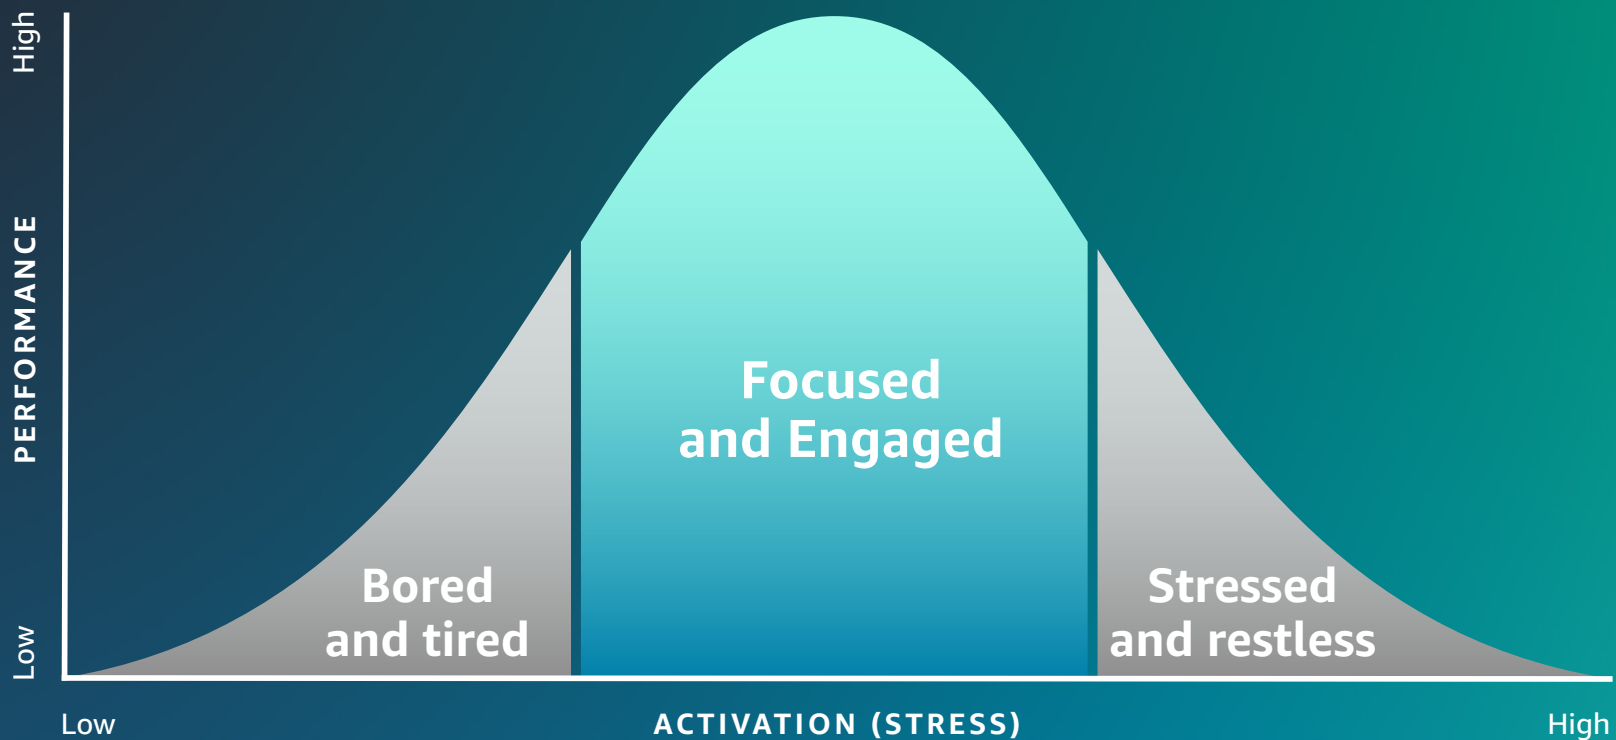 High
PERFORMANCE
Low
Focused
and Engaged
Bored
and tired
Stressed
and restless
Low
ACTIVATION (STRESS)
High